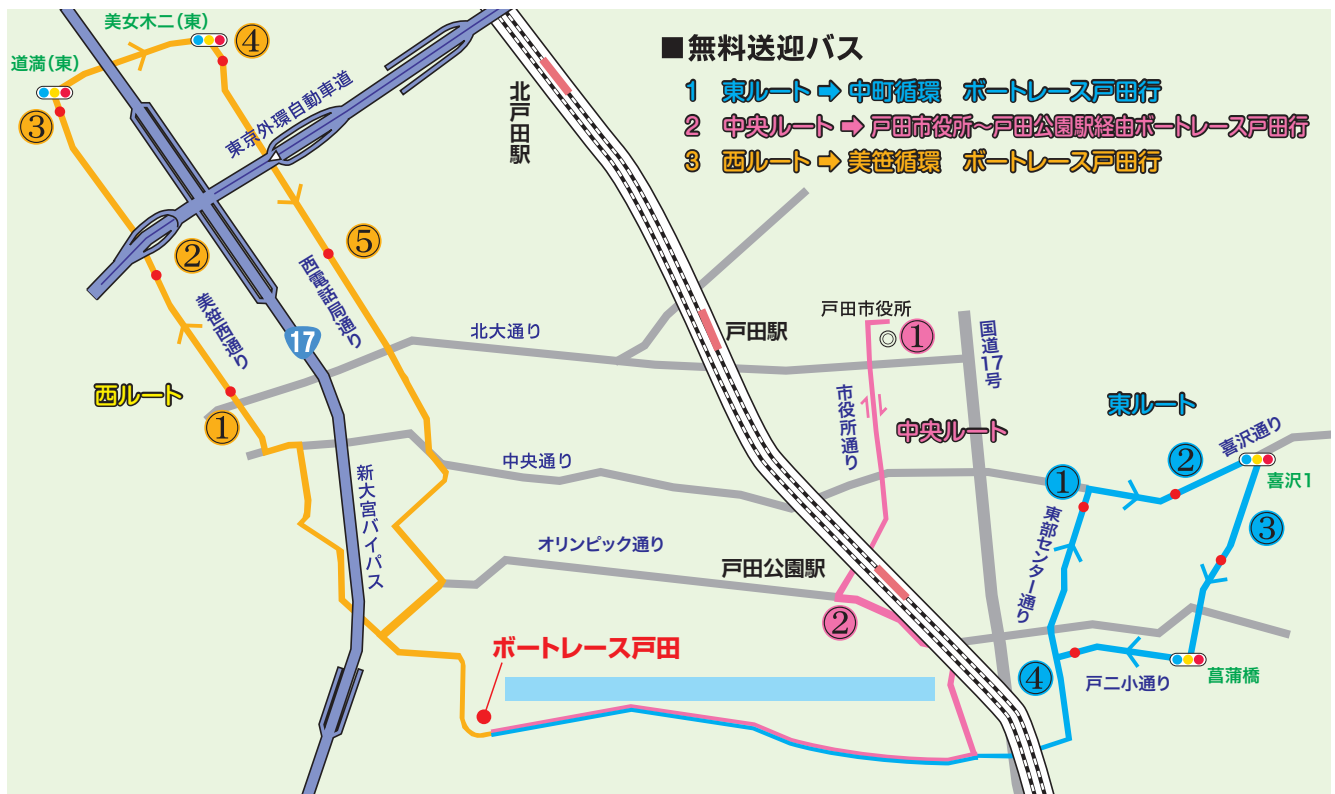 美女木二(東)
④
道満(東)
③
東京外環自動車道
北戸田駅
■無料送迎バス
1 東ルート➡中町循環 ボートレース戸田行
2 中央ルート➡戸田市役所～戸田公園駅経由ボートレース戸田行
3 西ルート➡美笹循環 ボートレース戸田行
②
⑤
西電話局通り
美笹西通り
17
北大通り
戸田駅
戸田市役所
①
国道17号
西ルート
①
市役所通り
中央ルート
東ルート
喜沢通り
②
喜沢1
①
新大宮バイパス
中央通り
③
東部センター通り
オリンピック通り
戸田公園駅
②
ボートレース戸田
④
戸二小通り
菖蒲橋